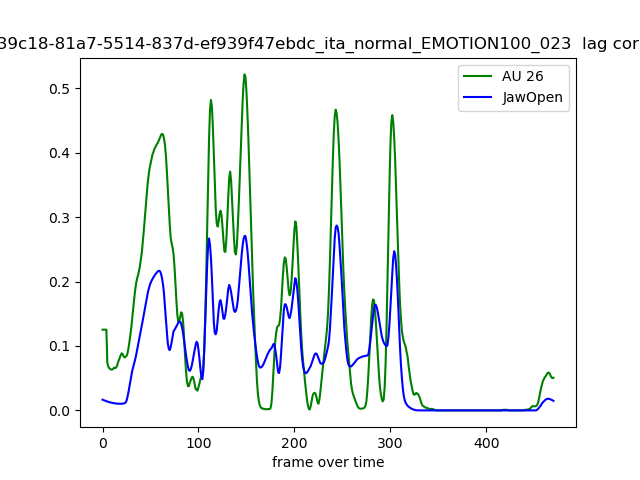 39c18-81a7-5514-837d-ef939f47ebdc_ita_normal_EMOTION100_023 lag cor
AU 26
JawOpen
0.5
0.4
0.3
0.2
0.1
0.0
0 100 200 300 400
frame over time